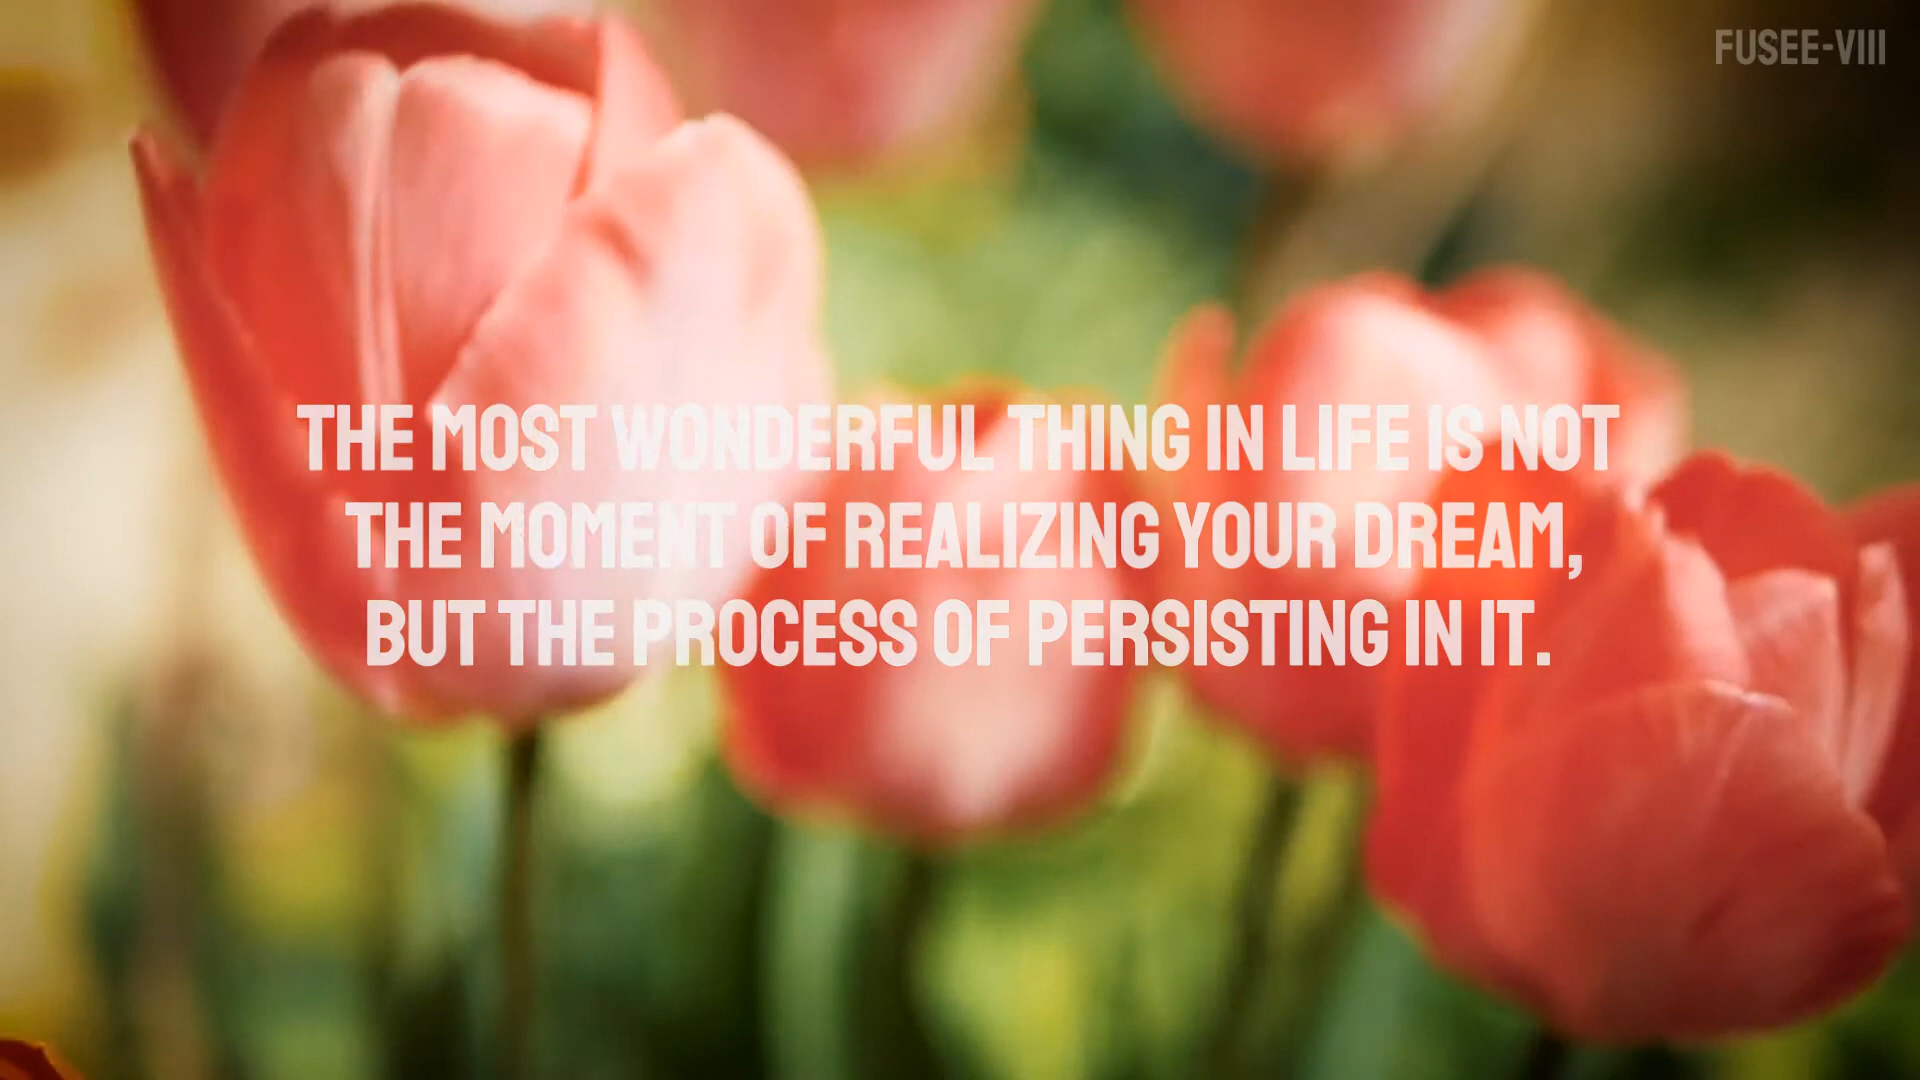 FUSEE-VIII
THE MOST WONDERFUL THING IN LIFE IS NOT
THE MOMENT OF REALIZING YOUR DREAM,
BUT THE PROCESS OF PERSISTING IN IT.